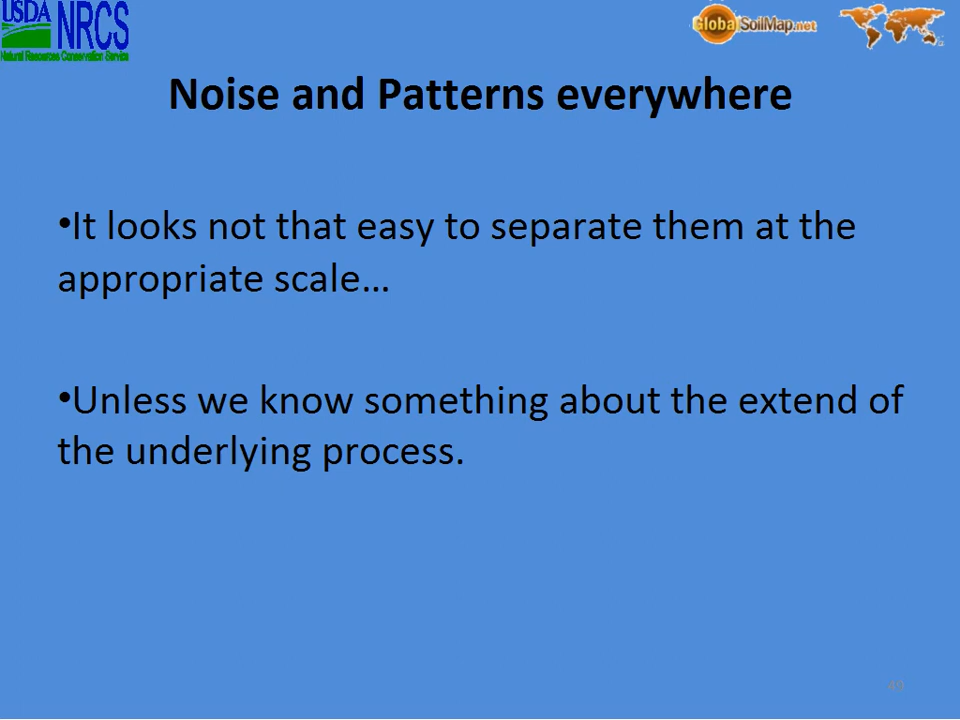 USDA NRCS
Natural Resources Conservation Service
GlobalSoilMap.net
Noise and Patterns everywhere
•It looks not that easy to separate them at the
appropriate scale…
•Unless we know something about the extend of
the underlying process.